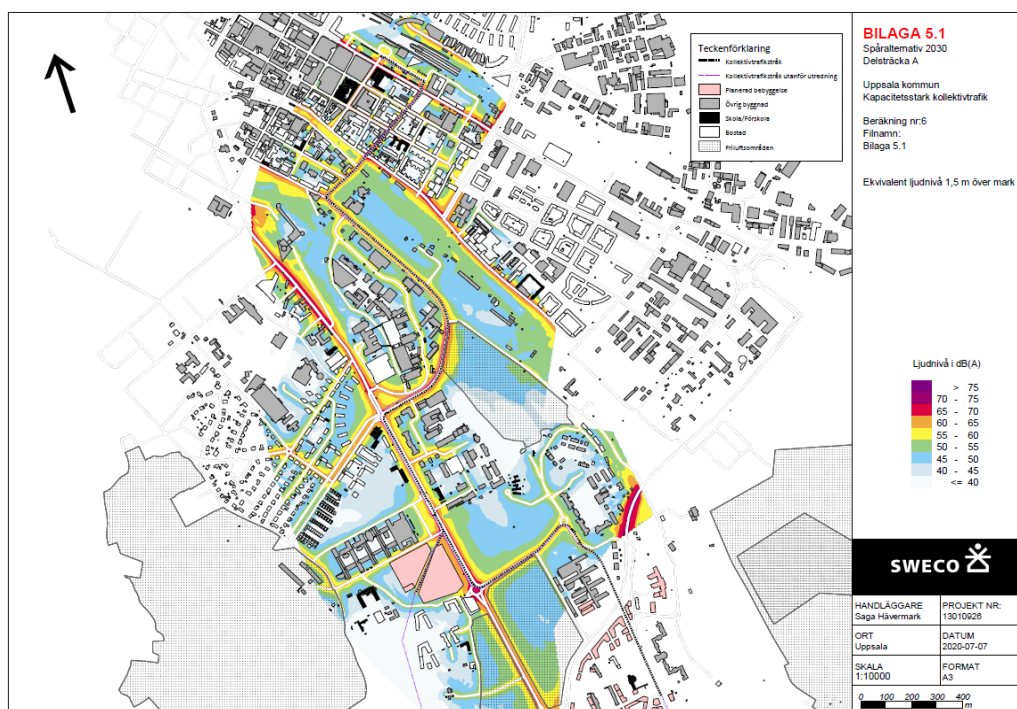 Teckenförklaring
Kollektivtrafikstråk
Kollektivtrafikstråk utanför utredning
Planerad bebyggelse
Övrig byggnad
Skola/Förskola
Bostad
Friluftsområden
BILAGA 5.1
Spåralternativ 2030
Delsträcka A
Uppsala kommun
Kapacitetsstark kollektivtrafik
Beräkning nr:6
Filnamn:
Bilaga 5.1
Ekvivalent ljudnivå 1,5 m över mark
Ljudnivå i dB(A)
> 75
70 - 75
65 - 70
60 - 65
55 - 60
50 - 55
45 - 50
40 - 45
<= 40
SWECO
HANDLÄGGARE
Saga Hävermark
PROJEKT NR:
13010926
ORT
Uppsala
DATUM
2020-07-07
SKALA
1:10000
FORMAT
A3
0 100 200 300 400
m